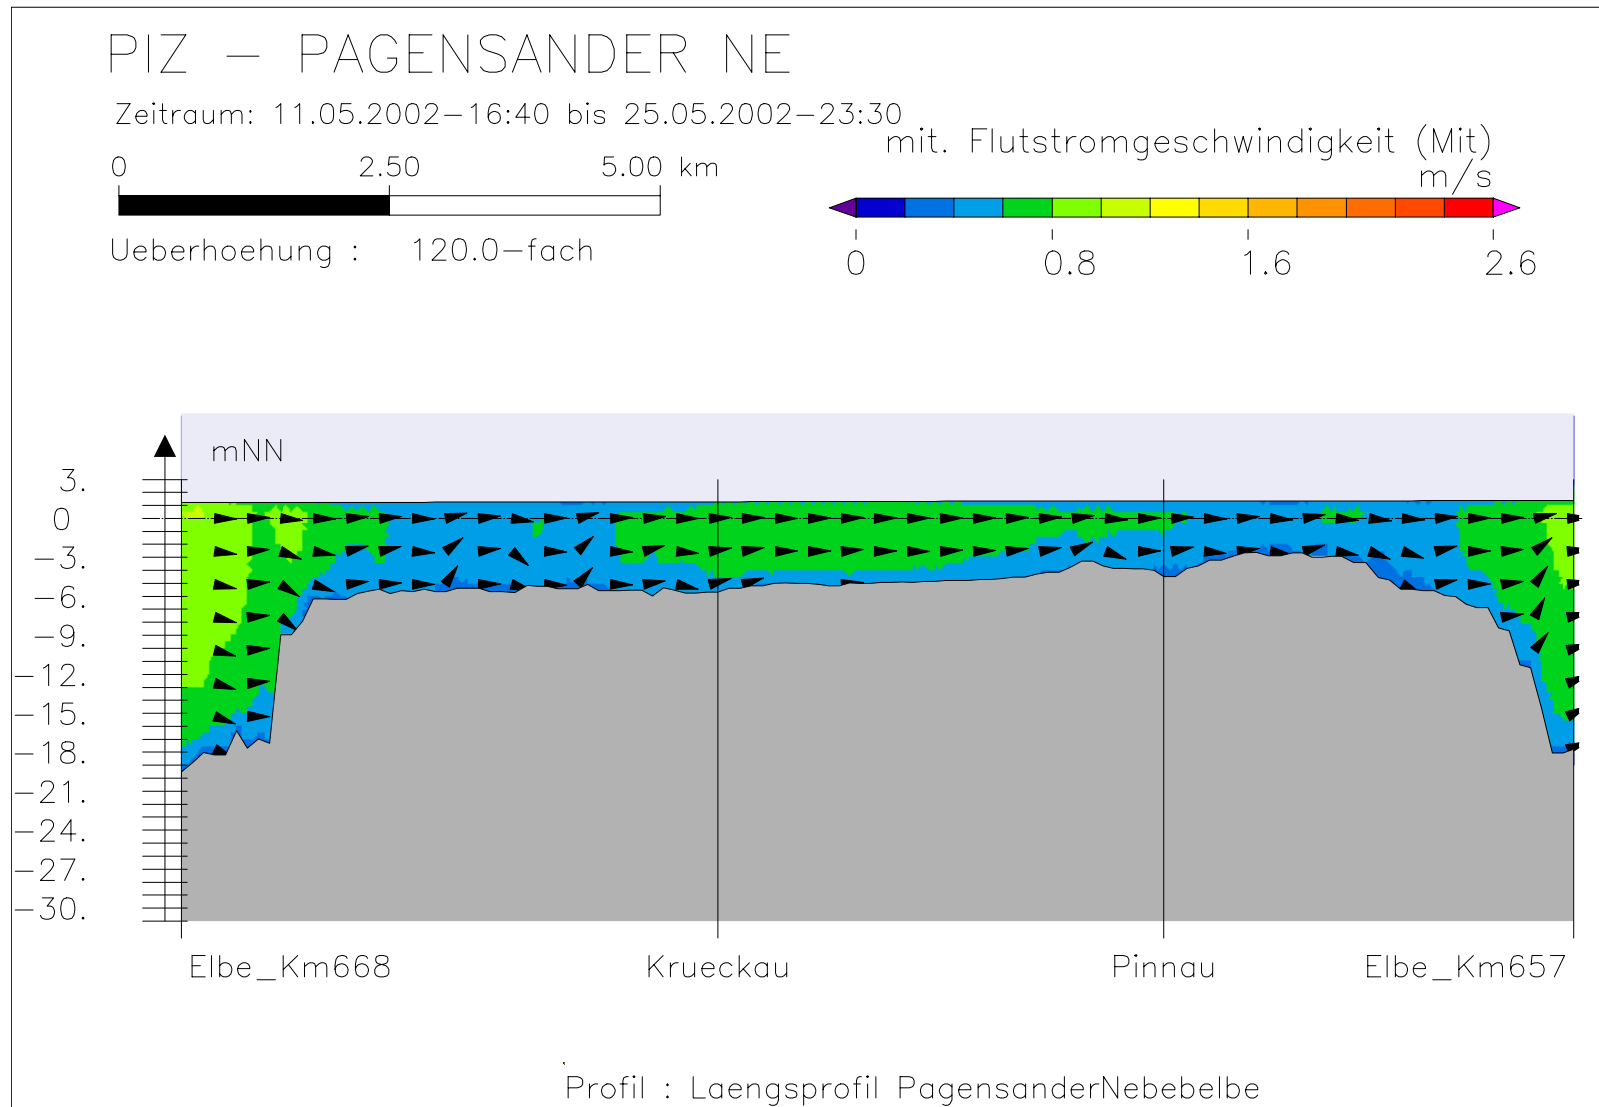 PIZ - PAGENSANDER NE
Zeitraum: 11.05.2002-16:40 bis 25.05.2002-23:30
mit. Flutstromgeschwindigkeit (Mit)
m/s
0 2.50 5.00 km
0 0.8 1.6 2.6
Ueberhoehung : 120.0-fach
mNN
3.
0
-3.
-6.
-9.
-12.
-15.
-18.
-21.
-24.
-27.
-30.
Elbe_Km668 Krueckau Pinnau Elbe_Km657
Profil : Laengsprofil PagensanderNebebelbe